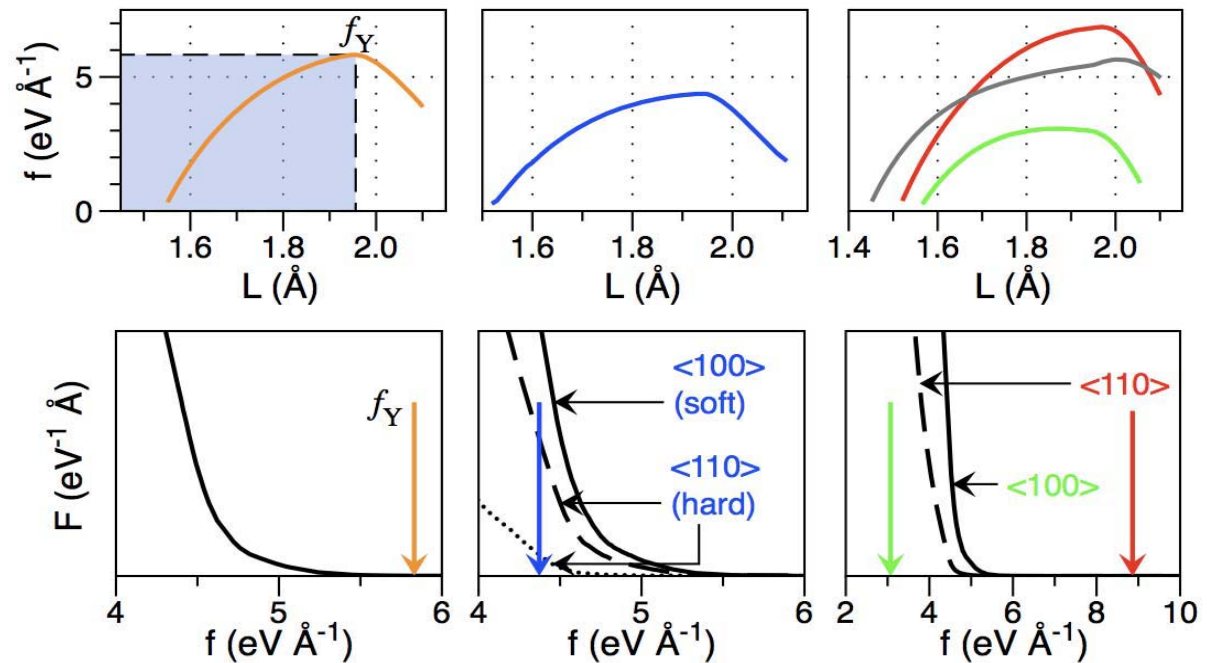 f (eV Å-1)
5
0
fY
1.6 1.8 2.0
L (Å)
1.6 1.8 2.0
L (Å)
1.4 1.6 1.8 2.0
L (Å)
F (eV-1 Å)
fY
4 5 6
f (eV Å-1)
<100>
(soft)
<110>
(hard)
4 5 6
f (eV Å-1)
<110>
<100>
2 4 6 8 10
f (eV Å-1)